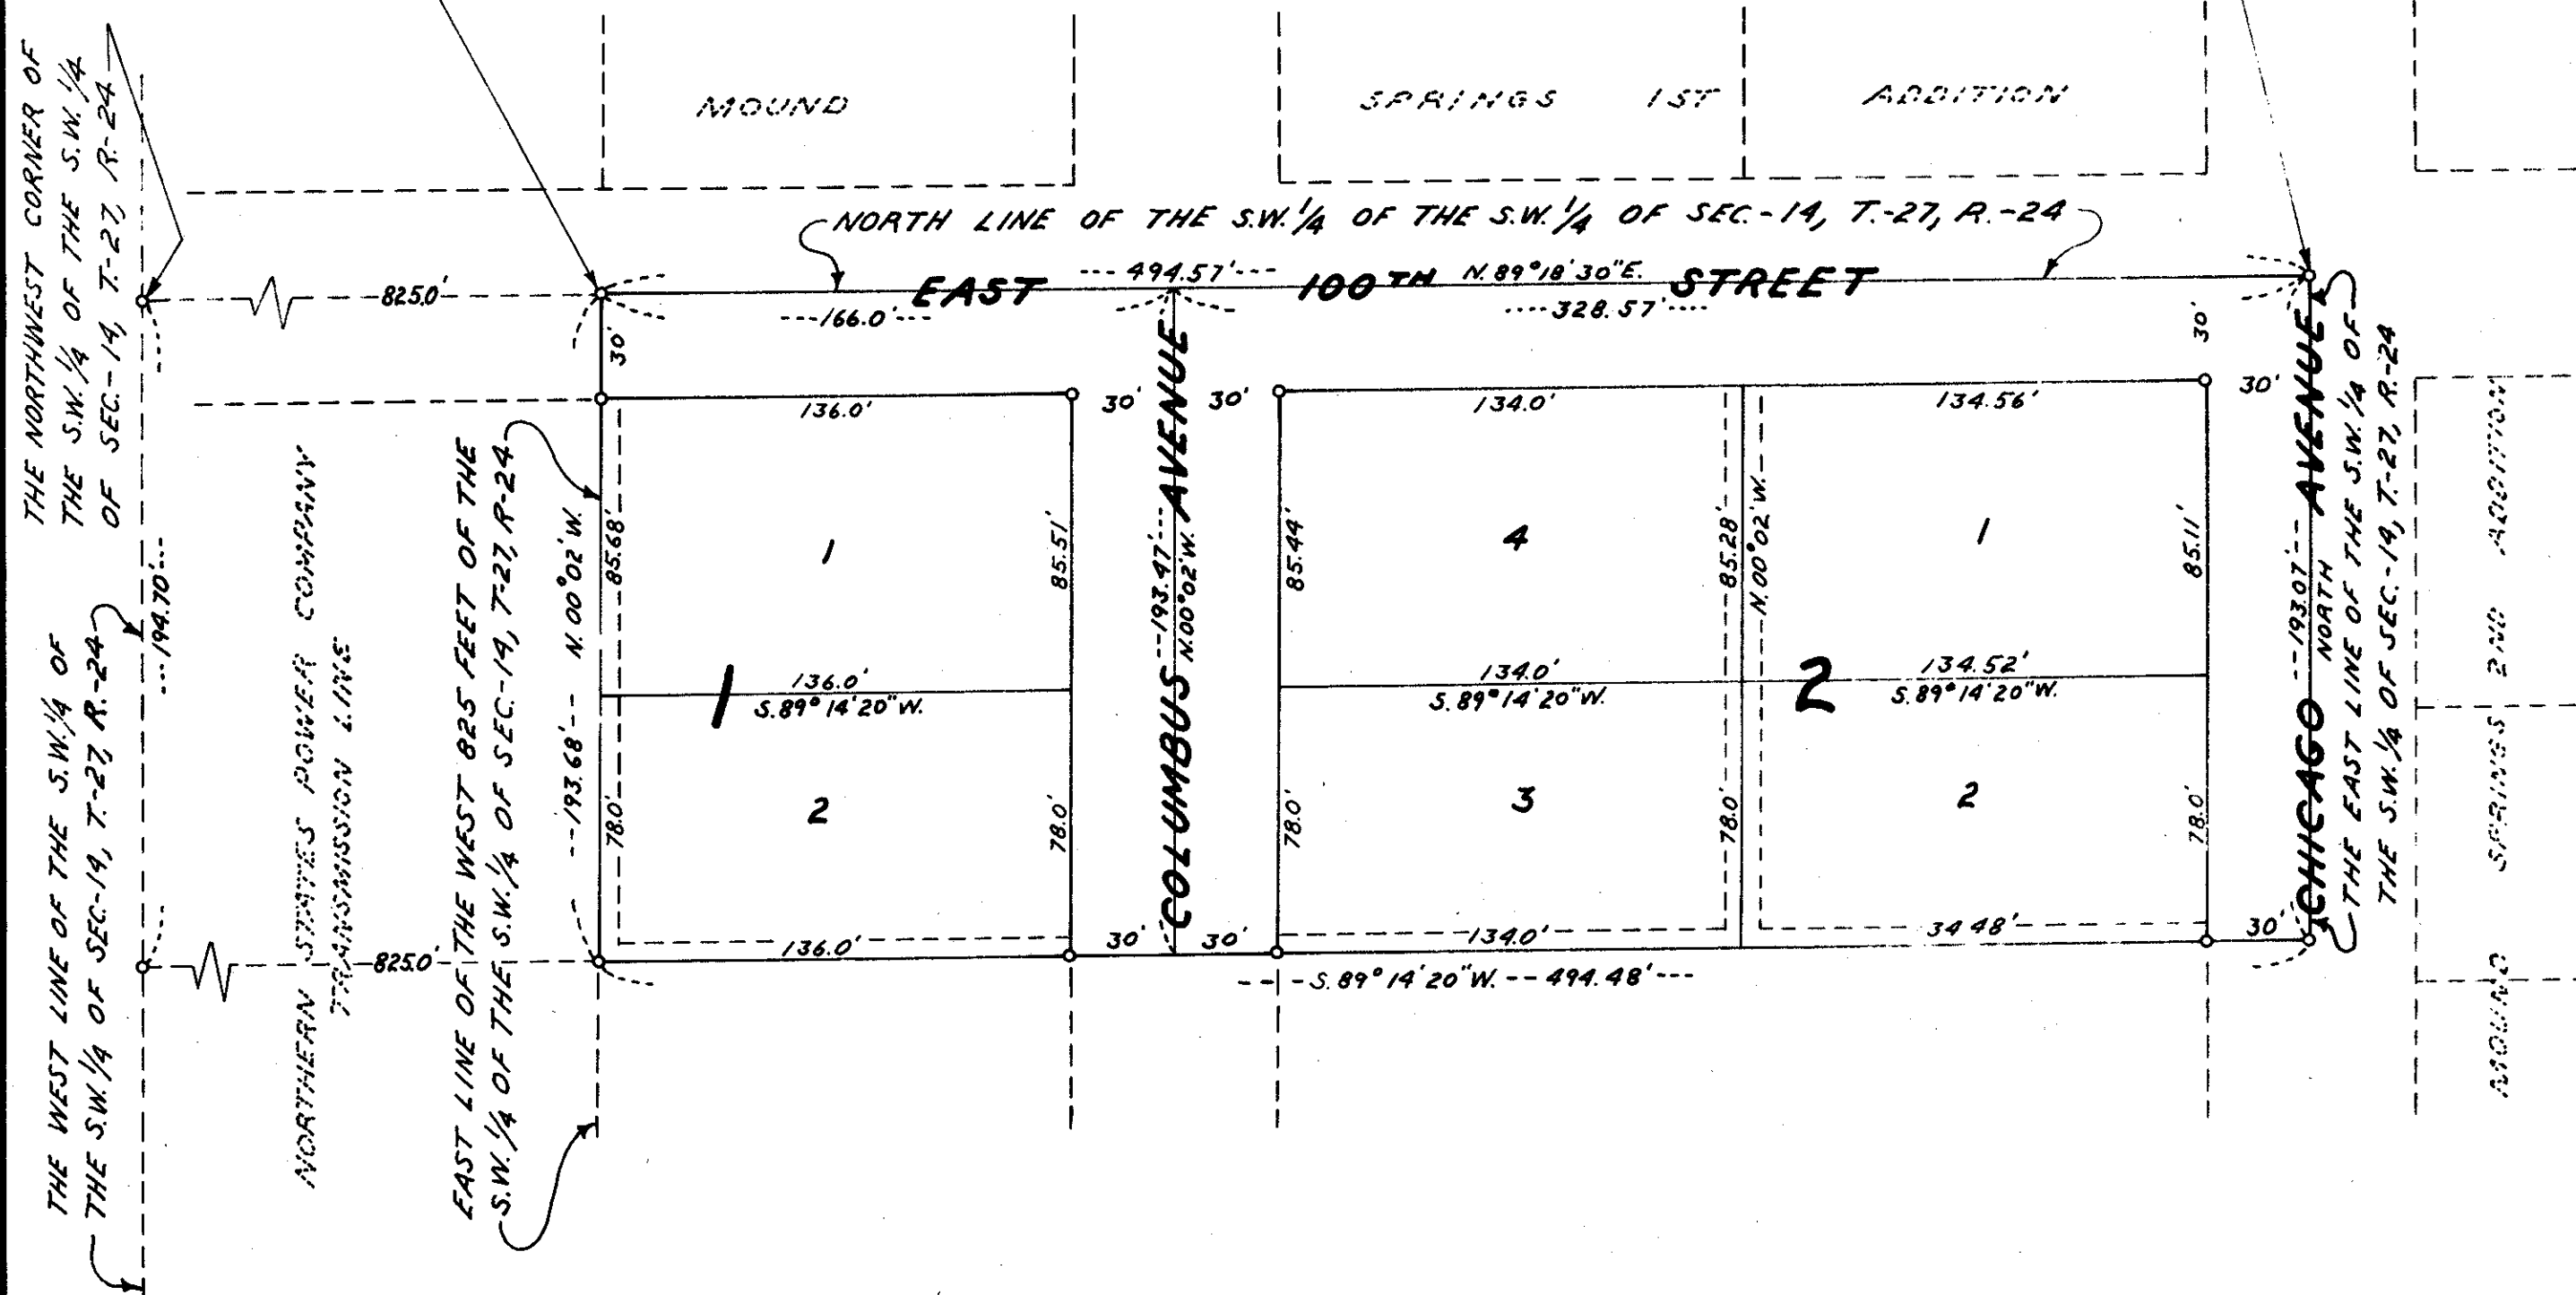 MOUND
SPRINGS 1ST ADDITION
THE NORTHWEST CORNER OF
THE S.W. 1/4 OF THE S.W. 1/4
OF SEC.-14, T.-27, R.-24
NORTH LINE OF THE S.W. 1/4 OF THE S.W. 1/4 OF SEC.-14, T.-27, R.-24
825.0'
EAST 100TH STREET
---494.57'---
N.89°18'30"E.
---166.0'---
----328.57'----
30'
30'
136.0'
30'
30'
134.0'
134.56'
30'
THE WEST LINE OF THE S.W. 1/4 OF
THE S.W. 1/4 OF SEC-14, T.-27, R.-24
---194.70'---
NORTHERN STATES POWER COMPANY
TRANSMISSION LINE
EAST LINE OF THE WEST 825 FEET OF THE
S.W. 1/4 OF THE S.W. 1/4 OF SEC.-14, T-27, R-24
--193.68'-- N.00°02'W.
85.68'
1
85.51'
COLUMBUS AVENUE
---193.47'---
N.00°02'W.
85.44'
4
85.28'
N.00°02'W.
1
85.11'
1
136.0'
S.89°14'20"W.
134.0'
S.89°14'20"W.
2
134.52'
S.89°14'20"W.
78.0'
2
78.0'
78.0'
3
78.0'
2
78.0'
CHICAGO AVENUE
---193.07'---
NORTH
THE EAST LINE OF THE S.W. 1/4 OF
THE S.W. 1/4 OF SEC.-14, T.-27, R-24
MOUND SPRINGS 2ND ADDITION
825.0'
136.0'
30'
30'
134.0'
34.48'
30'
---S.89°14'20"W.--494.48'---